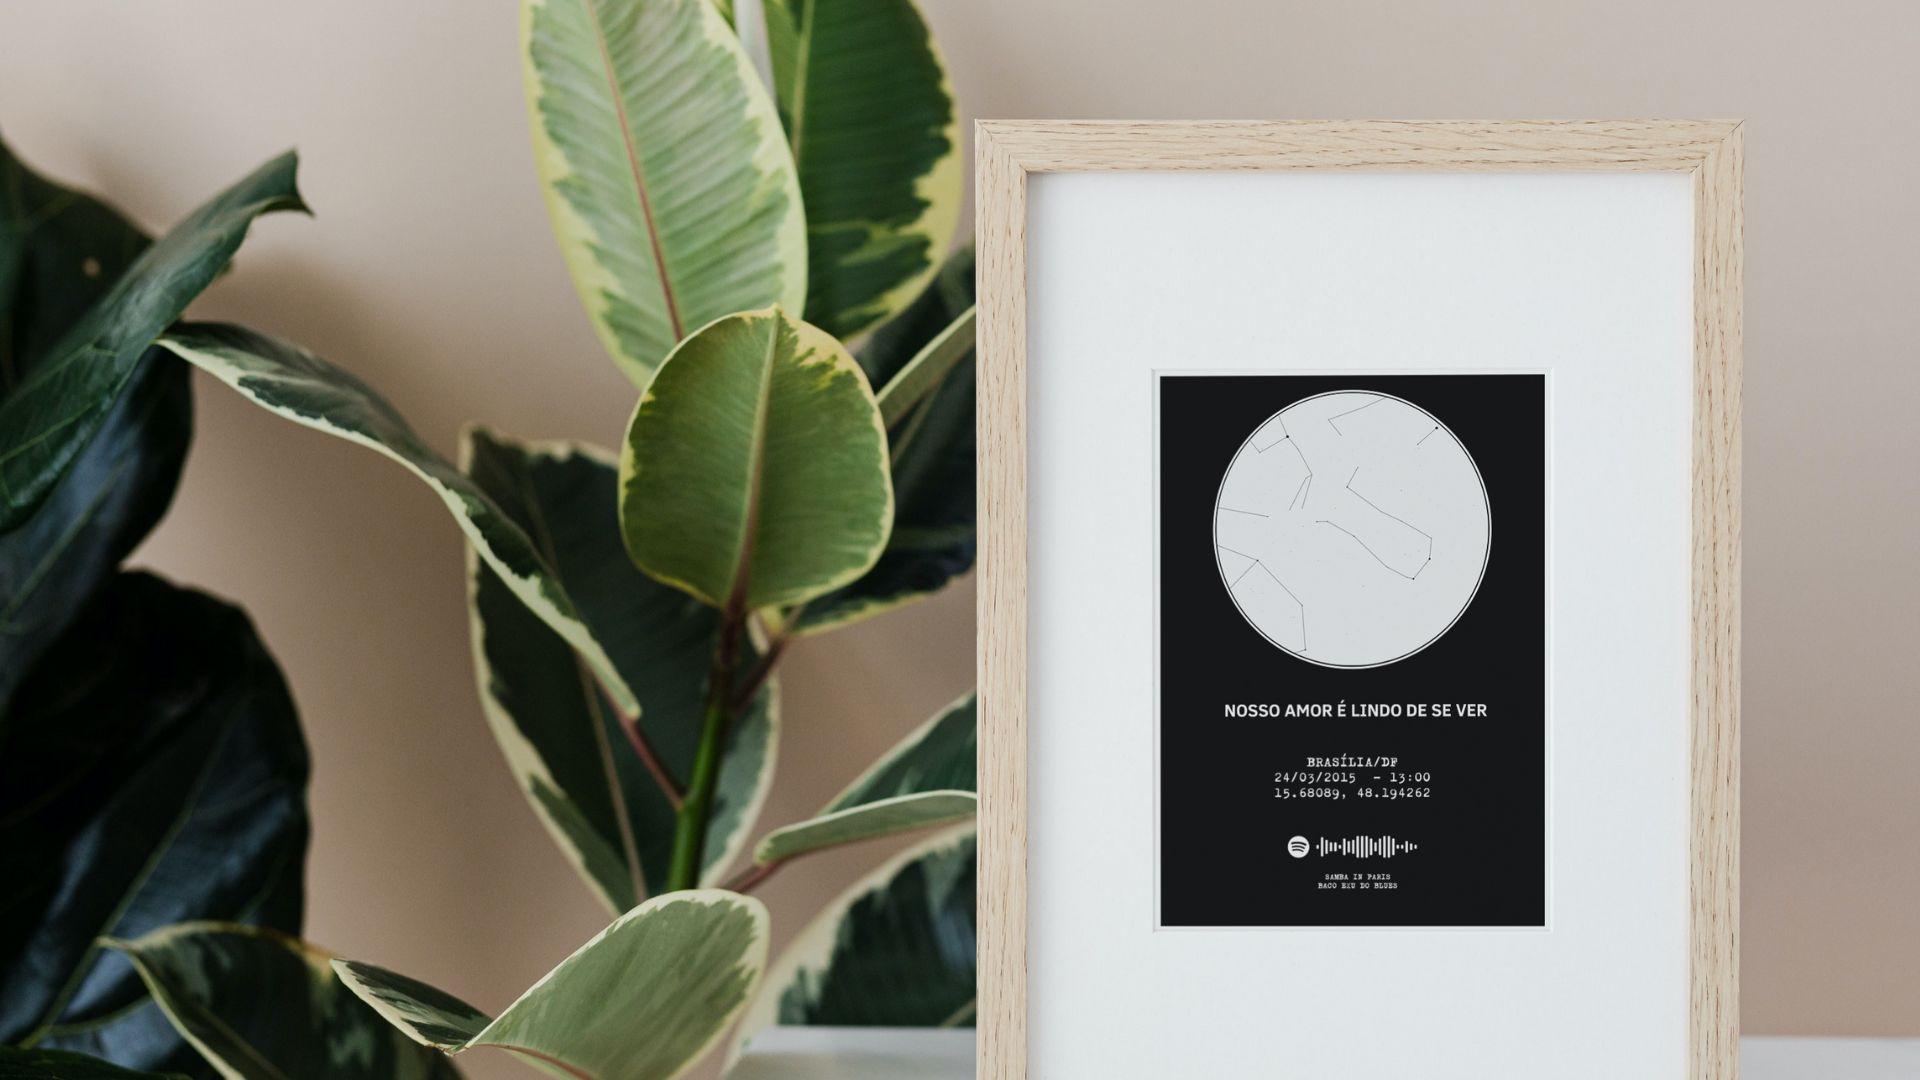 NOSSO AMOR É LINDO DE SE VER
BRASÍLIA/DF
24/03/2015 - 13:00
15.68089, 48.194262
SAMBA IN PARIS
BACO EXU DO BLUES